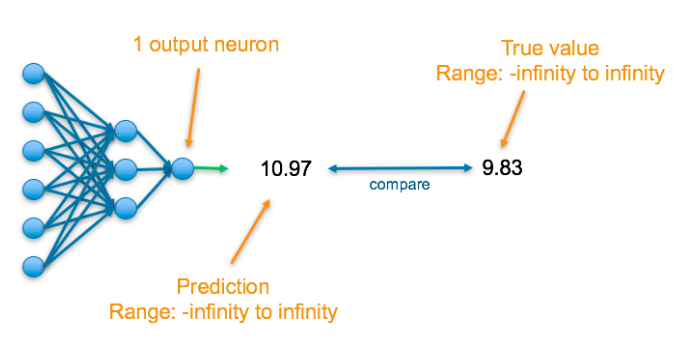 1 output neuron
True value
Range: -infinity to infinity
10.97
compare
9.83
Prediction
Range: -infinity to infinity